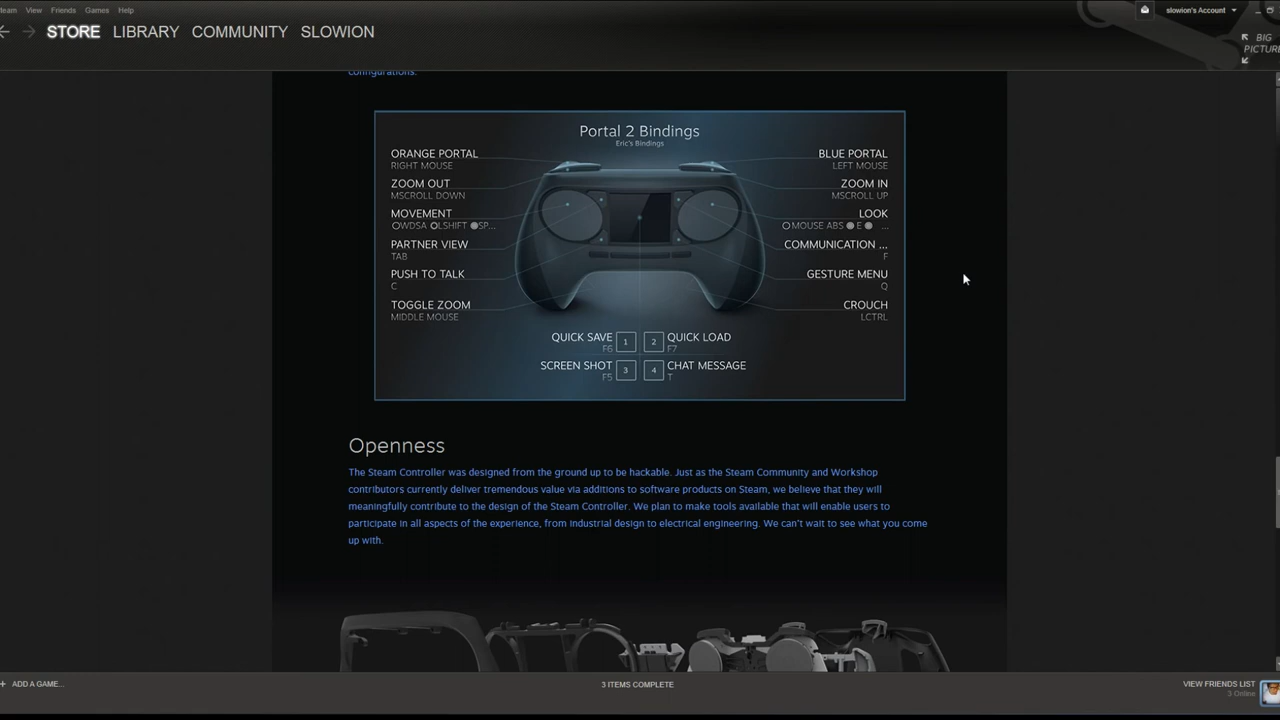 Steam View Friends Games Help
slowion's Account
STORE LIBRARY COMMUNITY SLOWION
BIG
PICTURE
configurations.
Portal 2 Bindings
Eric's Bindings
ORANGE PORTAL
RIGHT MOUSE
ZOOM OUT
MSCROLL DOWN
MOVEMENT
WDSA LSHIFT SP...
PARTNER VIEW
TAB
PUSH TO TALK
C
TOGGLE ZOOM
MIDDLE MOUSE
BLUE PORTAL
LEFT MOUSE
ZOOM IN
MSCROLL UP
LOOK
MOUSE ABS E ...
COMMUNICATION ...
F
GESTURE MENU
Q
CROUCH
LCTRL
QUICK SAVE 1 2 QUICK LOAD
F6 F7
SCREEN SHOT 3 4 CHAT MESSAGE
F5 T
Openness
The Steam Controller was designed from the ground up to be hackable. Just as the Steam Community and Workshop
contributors currently deliver tremendous value via additions to software products on Steam, we believe that they will
meaningfully contribute to the design of the Steam Controller. We plan to make tools available that will enable users to
participate in all aspects of the experience, from industrial design to electrical engineering. We can't wait to see what you come
up with.
+ ADD A GAME...
3 ITEMS COMPLETE
VIEW FRIENDS LIST
3 Online